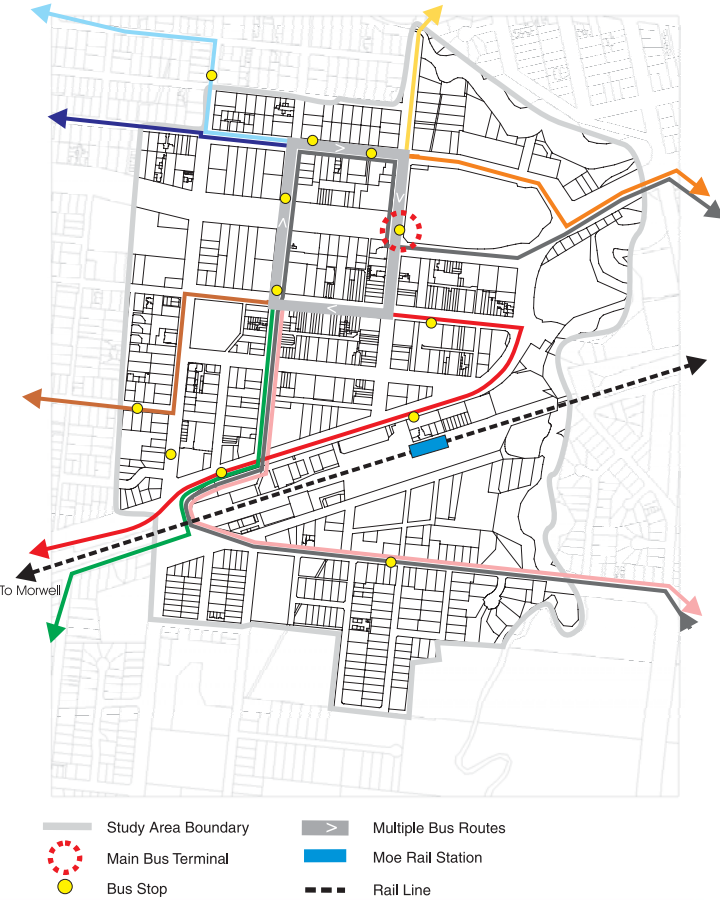 To Morwell
Study Area Boundary
Multiple Bus Routes
Main Bus Terminal
Moe Rail Station
Bus Stop
Rail Line